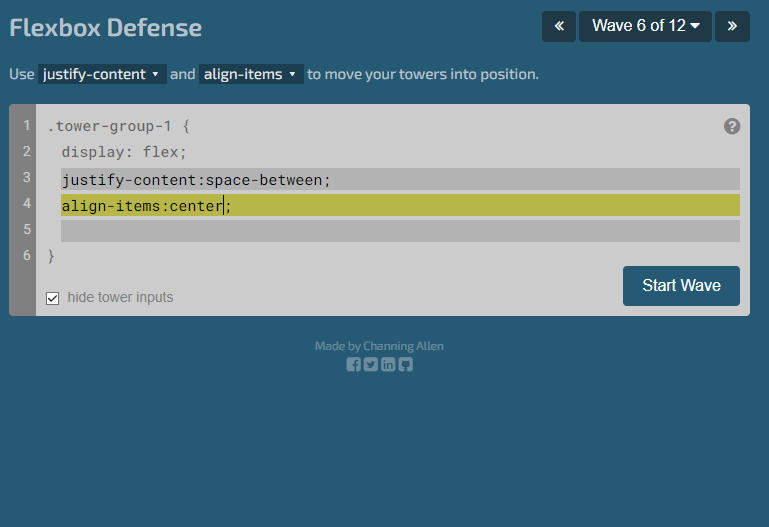 Flexbox Defense
« Wave 6 of 12 »
Use justify-content and align-items to move your towers into position.
1 .tower-group-1 { ?
2 display: flex;
3 justify-content:space-between;
4 align-items:center;
5
6 }
hide tower inputs
Start Wave
Made by Channing Allen